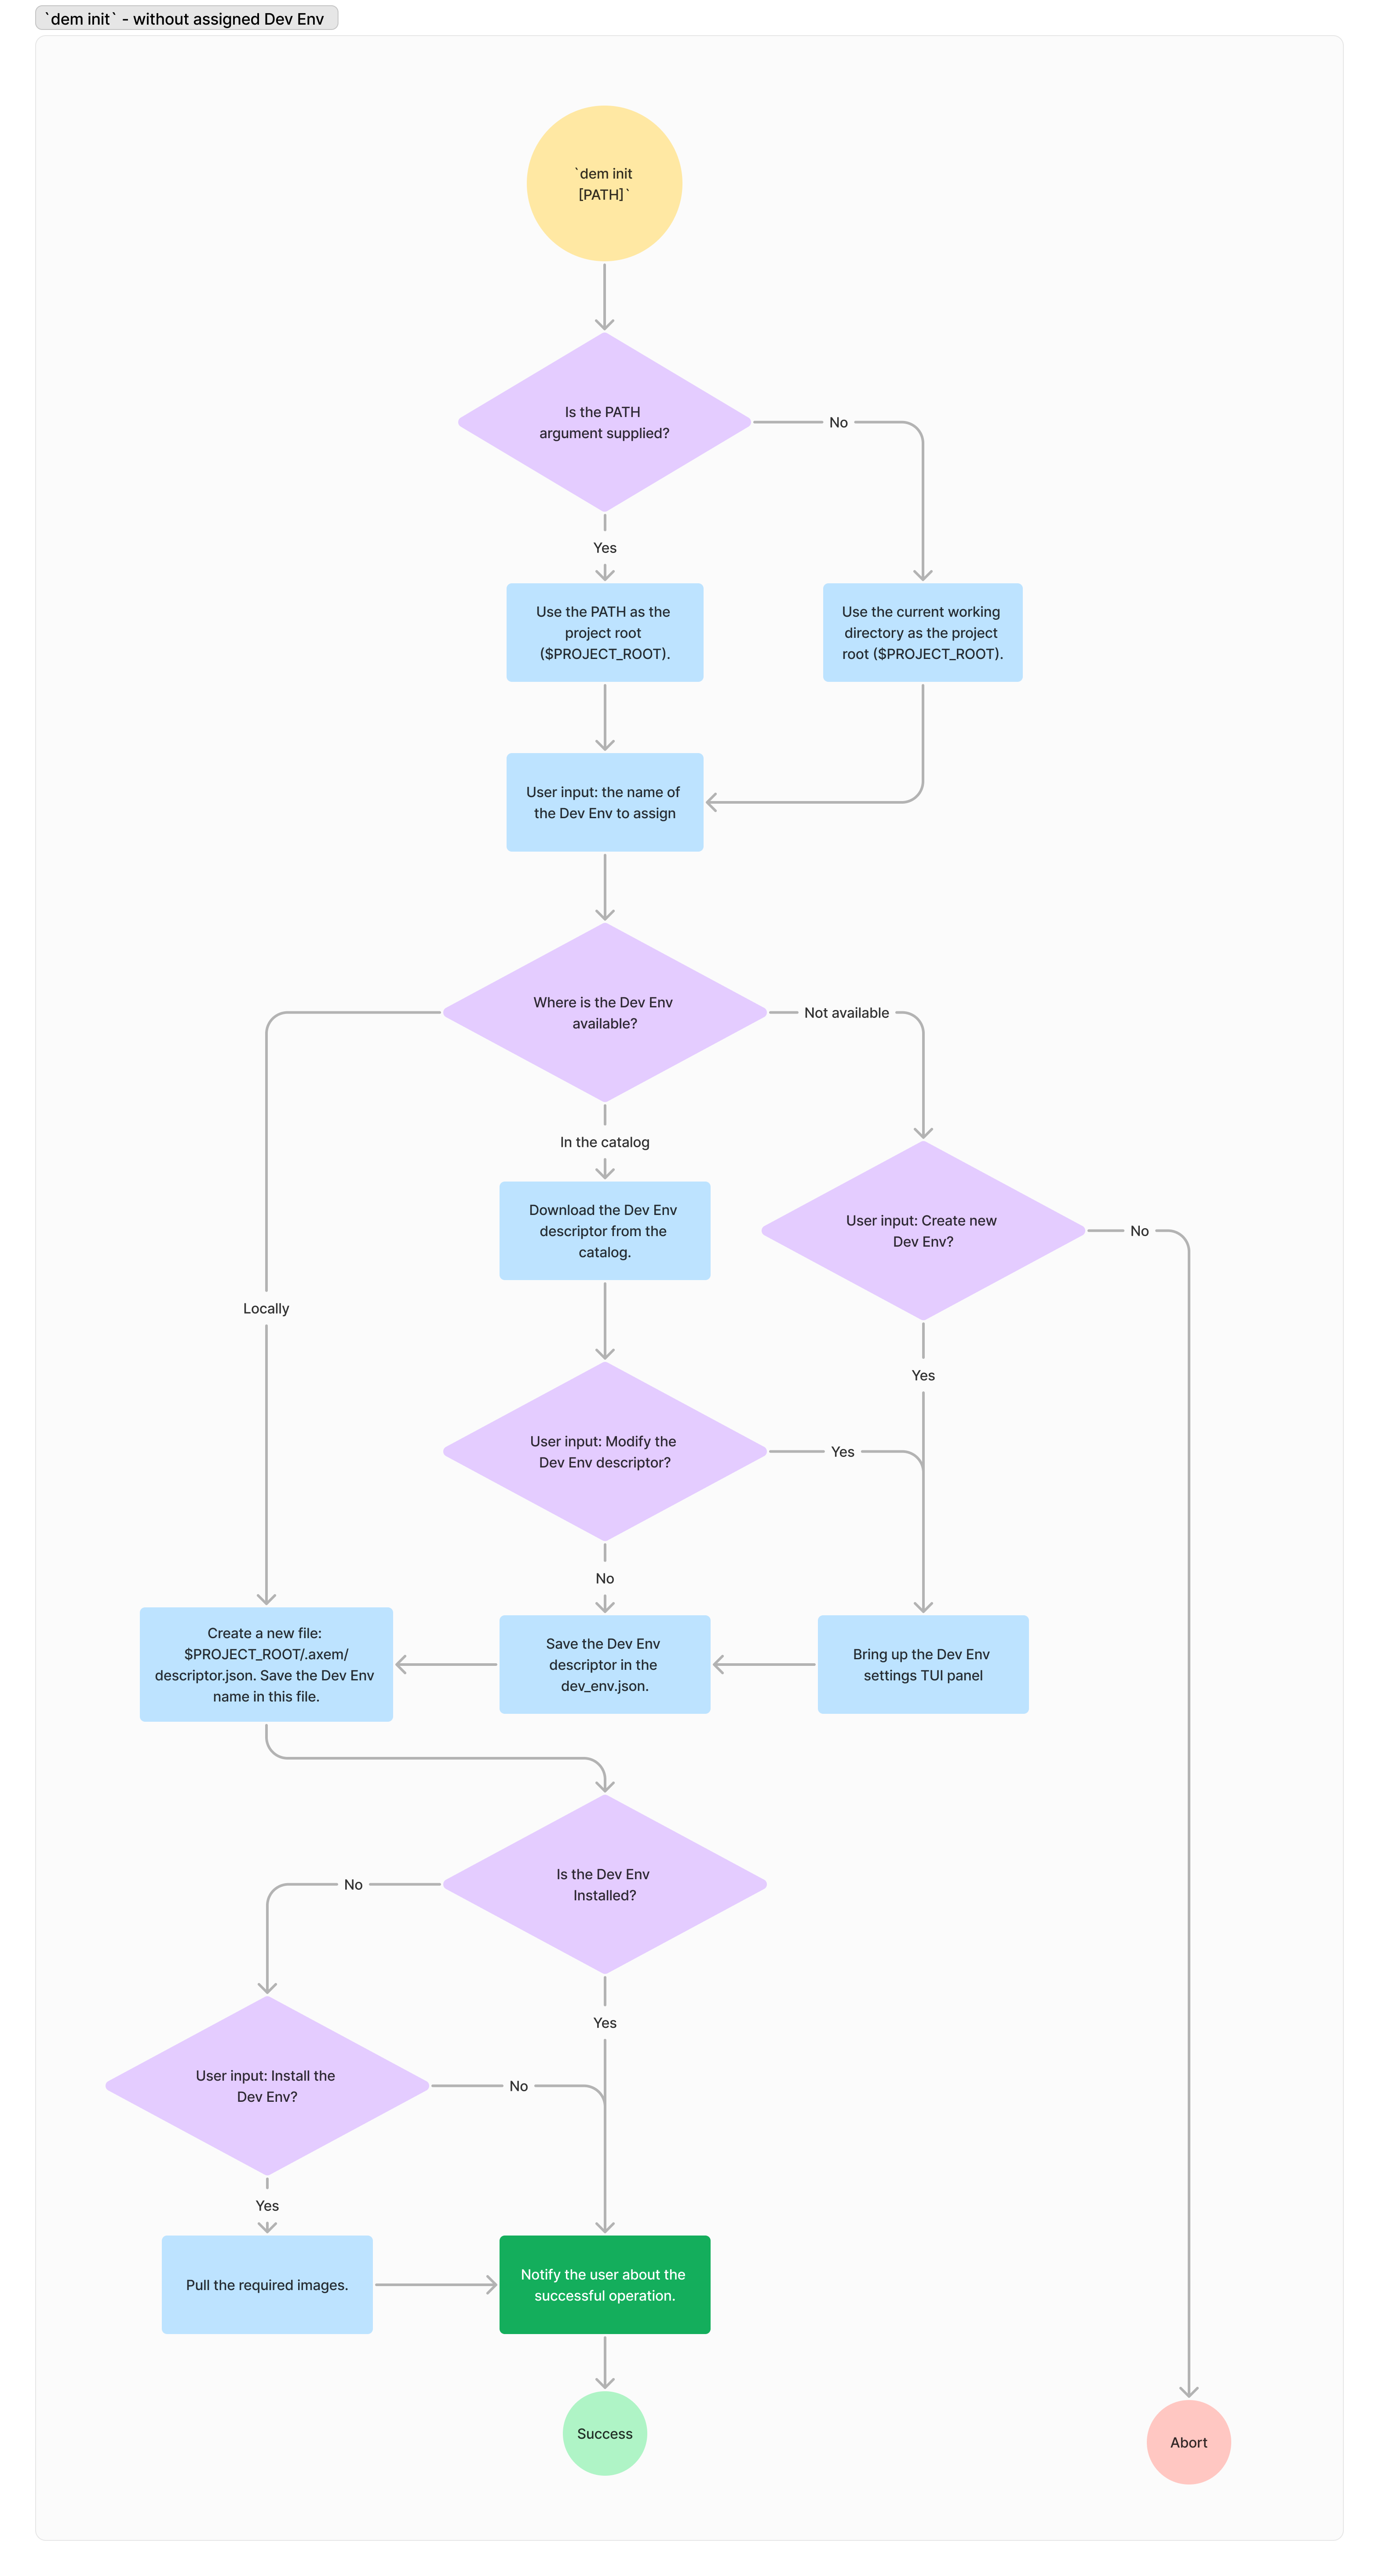 `dem init` - without assigned Dev Env
`dem init
[PATH]`
Is the PATH
argument supplied?
No
Yes
Use the PATH as the
project root
($PROJECT_ROOT).
Use the current working
directory as the project
root ($PROJECT_ROOT).
User input: the name of
the Dev Env to assign
Where is the Dev Env
available?
Not available
In the catalog
Download the Dev Env
descriptor from the
catalog.
User input: Create new
Dev Env?
No
Locally
Yes
User input: Modify the
Dev Env descriptor?
Yes
No
Create a new file:
$PROJECT_ROOT/.axem/
descriptor.json. Save the Dev Env
name in this file.
Save the Dev Env
descriptor in the
dev_env.json.
Bring up the Dev Env
settings TUI panel
Is the Dev Env
Installed?
No
Yes
User input: Install the
Dev Env?
No
Yes
Pull the required images.
Notify the user about the
successful operation.
Success
Abort